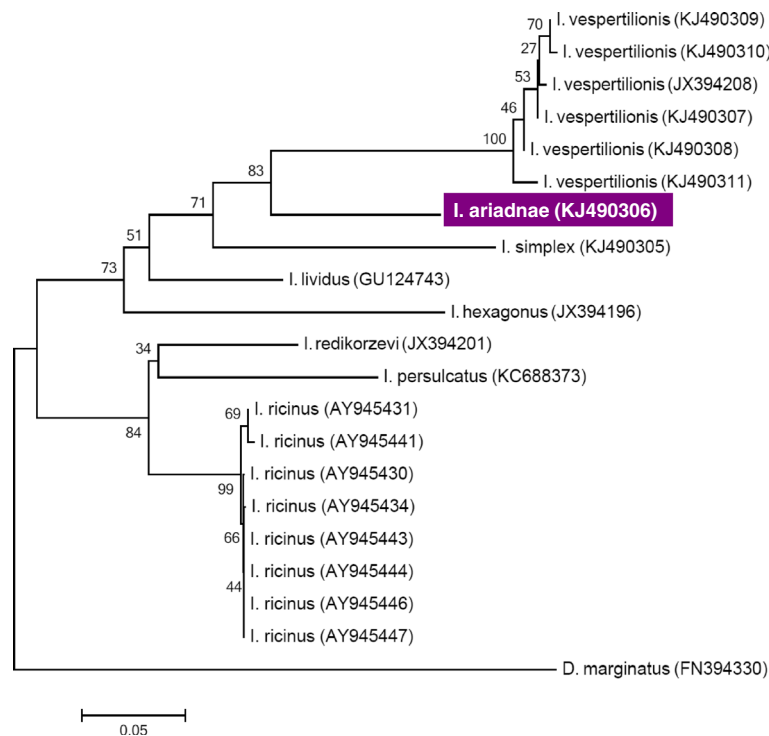 70
I. vespertilionis (KJ490309)
I. vespertilionis (KJ490310)
27
I. vespertilionis (JX394208)
53
I. vespertilionis (KJ490307)
46
I. vespertilionis (KJ490308)
100
I. vespertilionis (KJ490311)
83
I. ariadnae (KJ490306)
71
I. simplex (KJ490305)
51
I. lividus (GU124743)
73
I. hexagonus (JX394196)
34
I. redikorzevi (JX394201)
I. persulcatus (KC688373)
84
69
I. ricinus (AY945431)
I. ricinus (AY945441)
I. ricinus (AY945430)
99
I. ricinus (AY945434)
66
I. ricinus (AY945443)
I. ricinus (AY945444)
44
I. ricinus (AY945446)
I. ricinus (AY945447)
D. marginatus (FN394330)
0.05